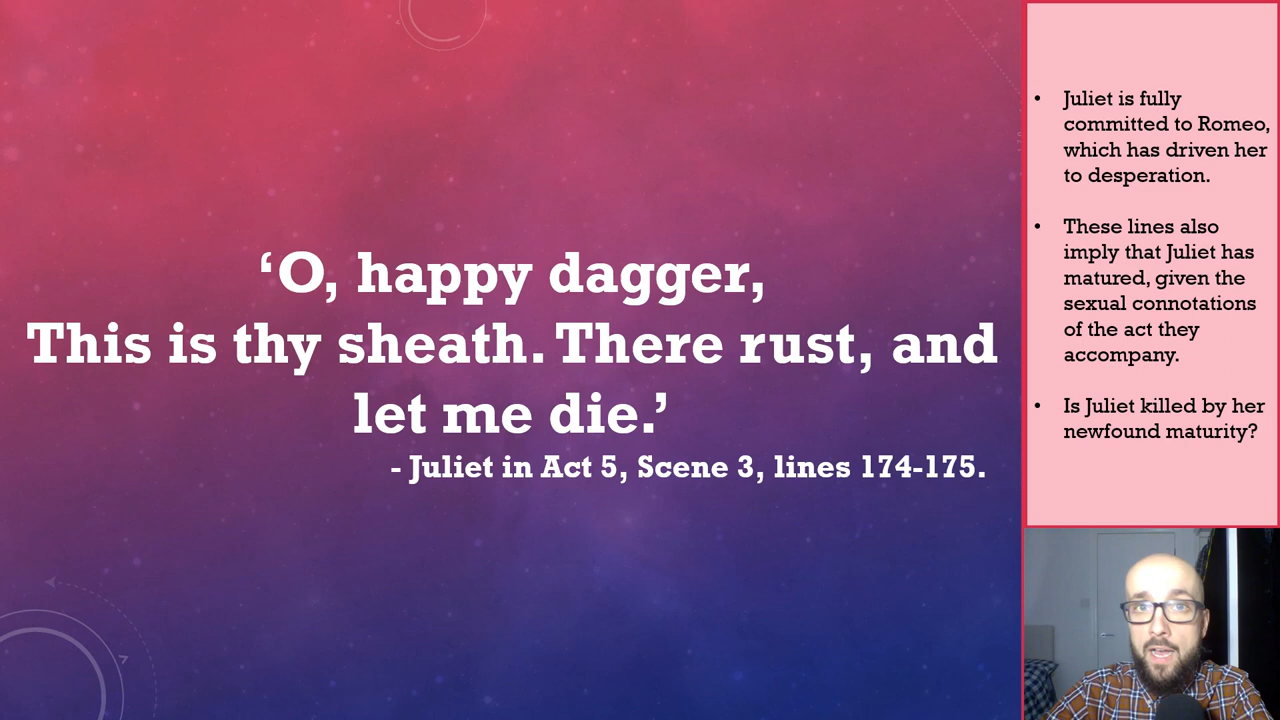 ‘O, happy dagger,
This is thy sheath. There rust, and
let me die.’
- Juliet in Act 5, Scene 3, lines 174-175.
• Juliet is fully
committed to Romeo,
which has driven her
to desperation.
• These lines also
imply that Juliet has
matured, given the
sexual connotations
of the act they
accompany.
• Is Juliet killed by her
newfound maturity?